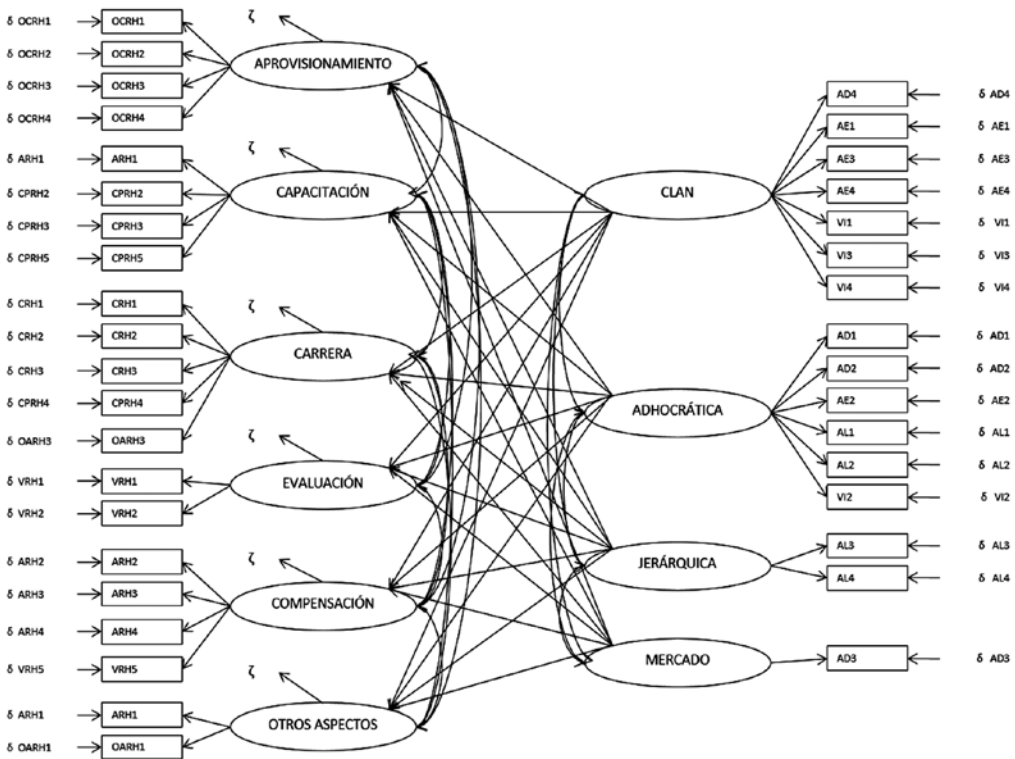 δ OCRH1 OCRH1
δ OCRH2 OCRH2
δ OCRH3 OCRH3
δ OCRH4 OCRH4
ζ
APROVISIONAMIENTO
δ ARH1 ARH1
δ CPRH2 CPRH2
δ CPRH3 CPRH3
δ CPRH5 CPRH5
ζ
CAPACITACIÓN
δ CRH1 CRH1
δ CRH2 CRH2
δ CRH3 CRH3
δ CPRH4 CPRH4
δ OARH3 OARH3
ζ
CARRERA
δ VRH1 VRH1
δ VRH2 VRH2
ζ
EVALUACIÓN
δ ARH2 ARH2
δ ARH3 ARH3
δ ARH4 ARH4
δ VRH5 VRH5
ζ
COMPENSACIÓN
δ ARH1 ARH1
δ OARH1 OARH1
ζ
OTROS ASPECTOS
CLAN
AD4 δ AD4
AE1 δ AE1
AE3 δ AE3
AE4 δ AE4
VI1 δ VI1
VI3 δ VI3
VI4 δ VI4
ADHOCRÁTICA
AD1 δ AD1
AD2 δ AD2
AE2 δ AE2
AL1 δ AL1
AL2 δ AL2
VI2 δ VI2
JERÁRQUICA
AL3 δ AL3
AL4 δ AL4
MERCADO
AD3 δ AD3